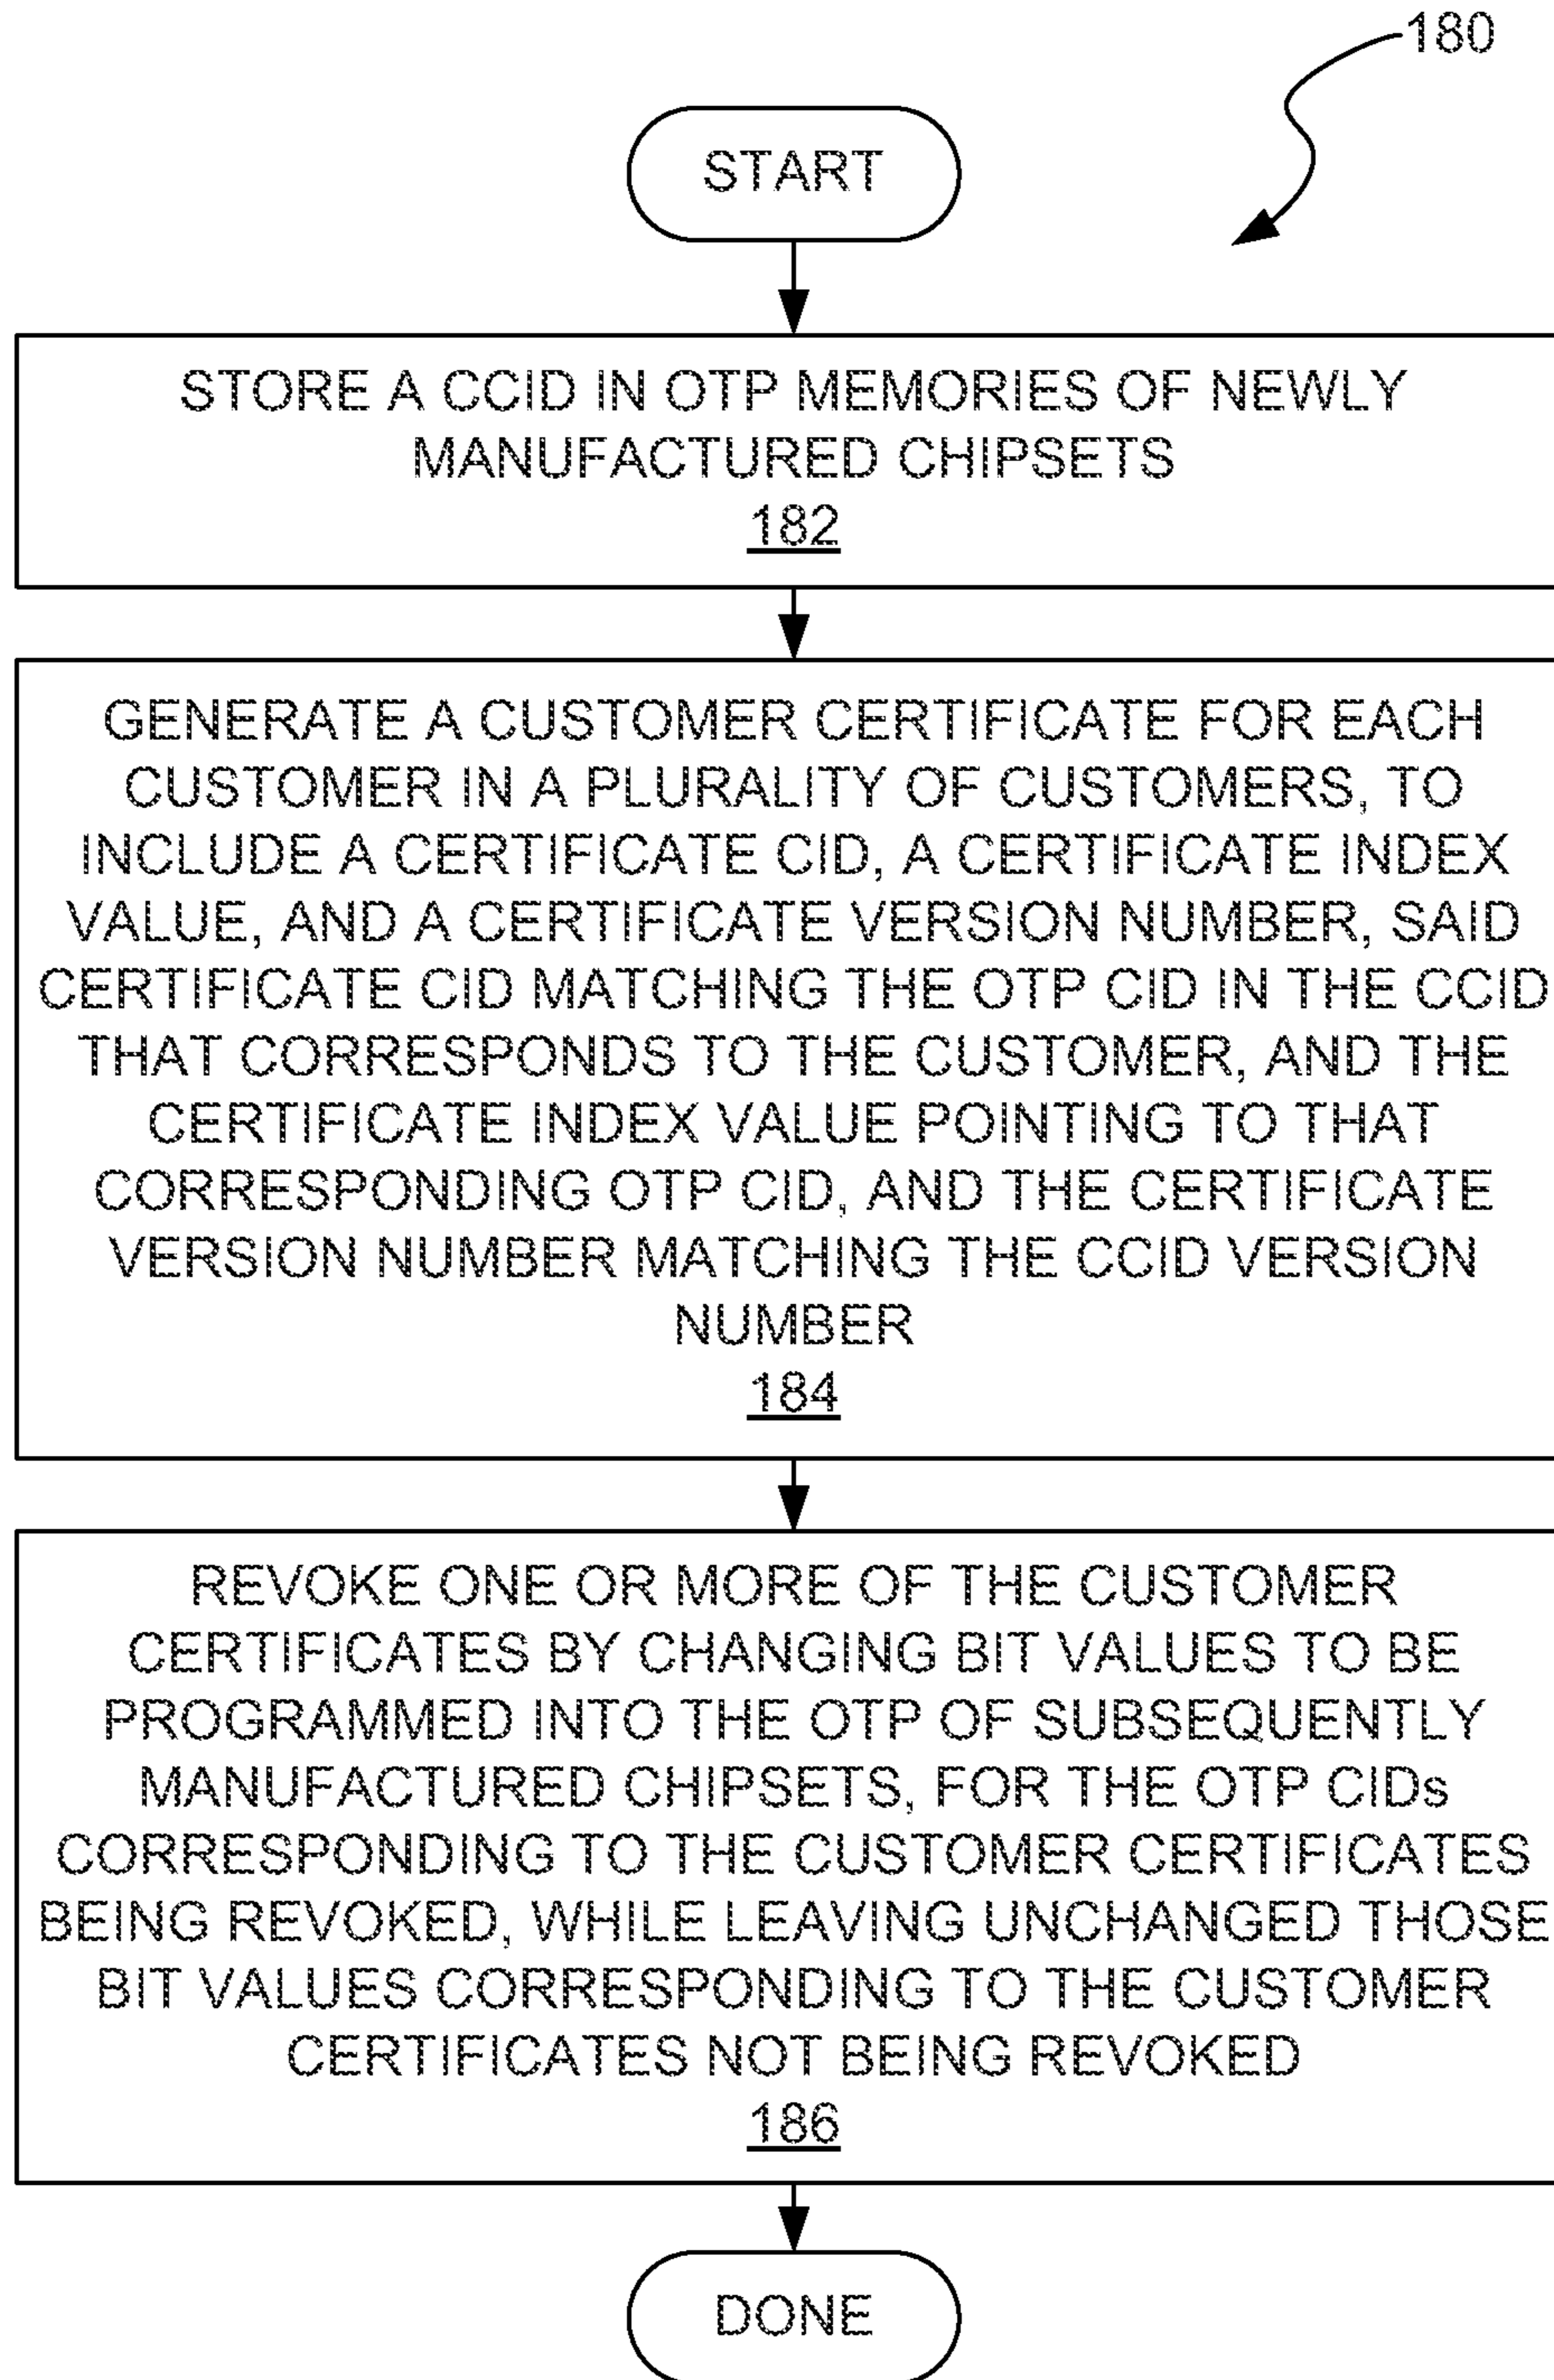 180
START
STORE A CCID IN OTP MEMORIES OF NEWLY
MANUFACTURED CHIPSETS
182
GENERATE A CUSTOMER CERTIFICATE FOR EACH
CUSTOMER IN A PLURALITY OF CUSTOMERS, TO
INCLUDE A CERTIFICATE CID, A CERTIFICATE INDEX
VALUE, AND A CERTIFICATE VERSION NUMBER, SAID
CERTIFICATE CID MATCHING THE OTP CID IN THE CCID
THAT CORRESPONDS TO THE CUSTOMER, AND THE
CERTIFICATE INDEX VALUE POINTING TO THAT
CORRESPONDING OTP CID, AND THE CERTIFICATE
VERSION NUMBER MATCHING THE CCID VERSION
NUMBER
184
REVOKE ONE OR MORE OF THE CUSTOMER
CERTIFICATES BY CHANGING BIT VALUES TO BE
PROGRAMMED INTO THE OTP OF SUBSEQUENTLY
MANUFACTURED CHIPSETS, FOR THE OTP CIDs
CORRESPONDING TO THE CUSTOMER CERTIFICATES
BEING REVOKED, WHILE LEAVING UNCHANGED THOSE
BIT VALUES CORRESPONDING TO THE CUSTOMER
CERTIFICATES NOT BEING REVOKED
186
DONE